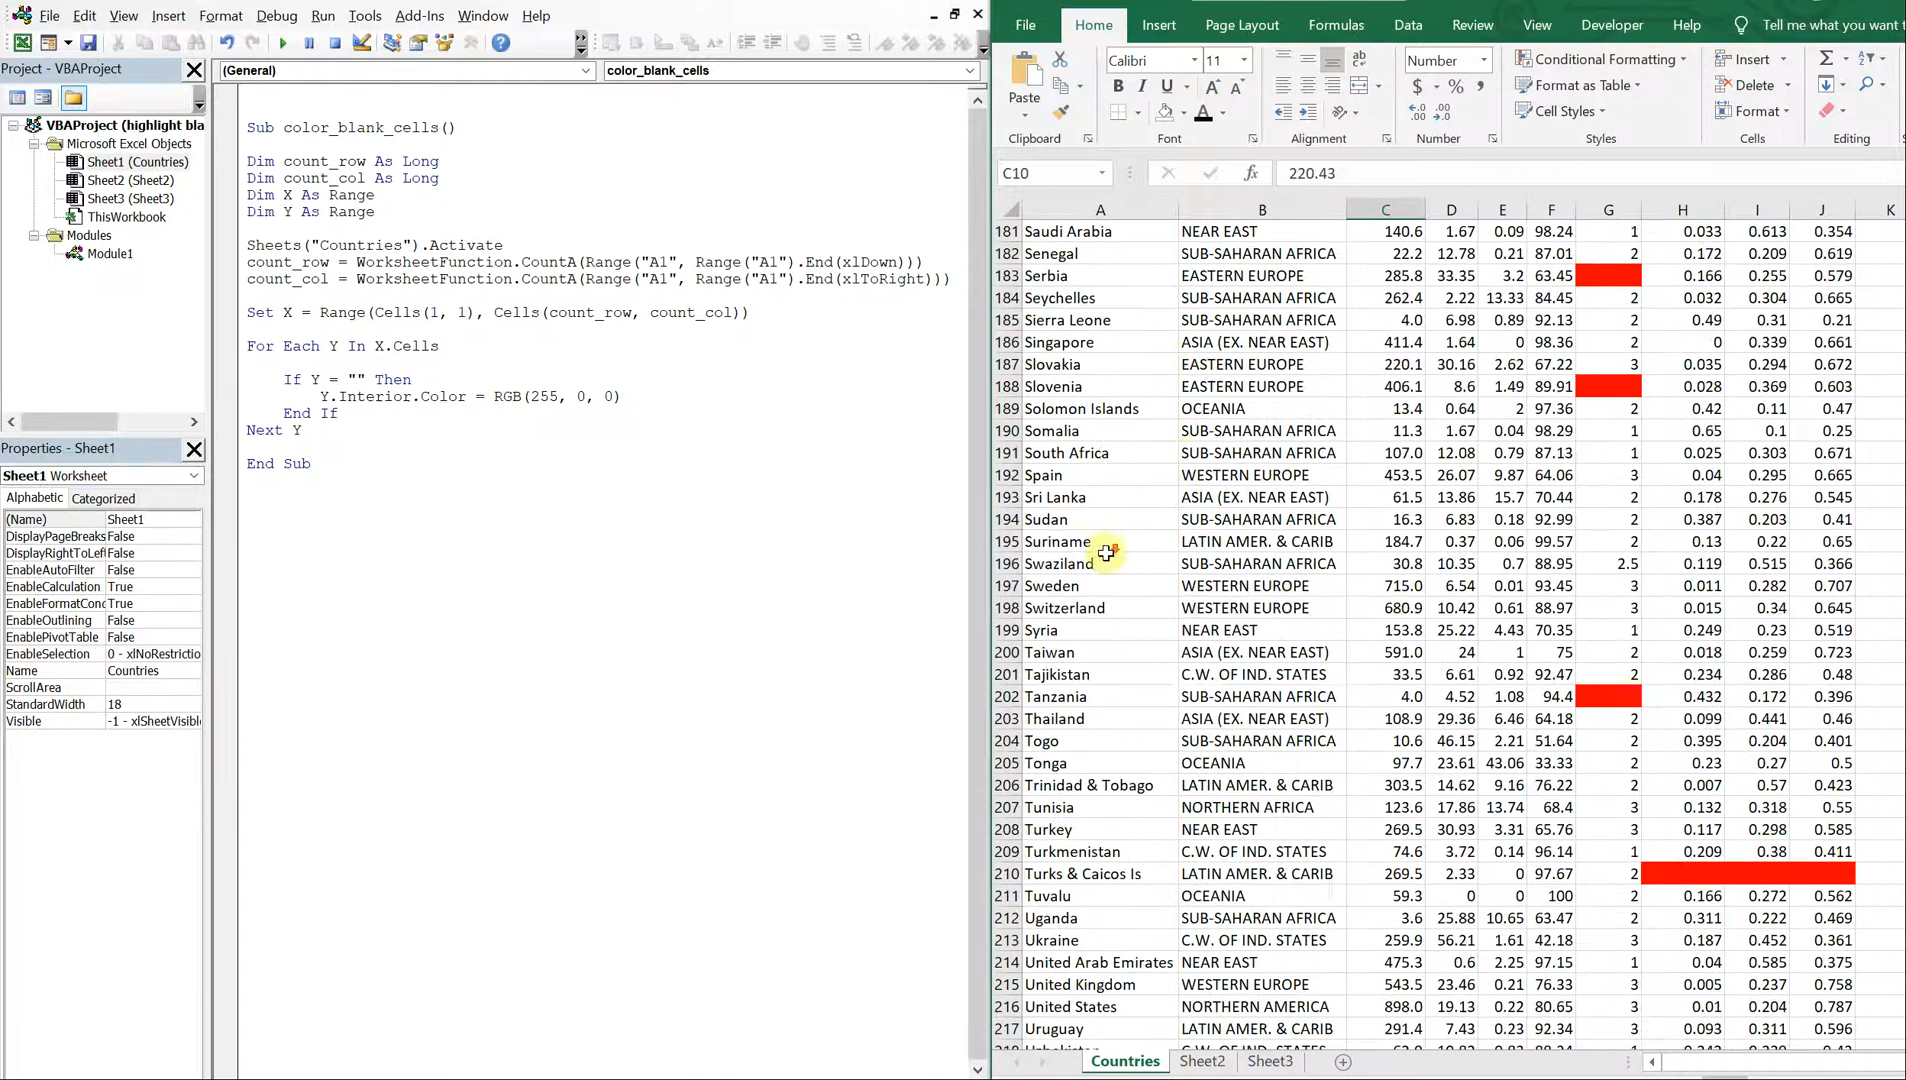 File Edit View Insert Format Debug Run Tools Add-Ins Window Help
Project - VBAProject
VBAProject (highlight bla
Microsoft Excel Objects
Sheet1 (Countries)
Sheet2 (Sheet2)
Sheet3 (Sheet3)
ThisWorkbook
Modules
Module1
Properties - Sheet1
Sheet1 Worksheet
Alphabetic Categorized
(Name) Sheet1
DisplayPageBreaks False
DisplayRightToLef False
EnableAutoFilter False
EnableCalculation True
EnableFormatConc True
EnableOutlining False
EnablePivotTable False
EnableSelection 0 - xlNoRestrictio
Name Countries
ScrollArea
StandardWidth 18
Visible -1 - xlSheetVisibl
(General) color_blank_cells
Sub color_blank_cells()
Dim count_row As Long
Dim count_col As Long
Dim X As Range
Dim Y As Range
Sheets("Countries").Activate
count_row = WorksheetFunction.CountA(Range("A1", Range("A1").End(xlDown)))
count_col = WorksheetFunction.CountA(Range("A1", Range("A1").End(xlToRight)))
Set X = Range(Cells(1, 1), Cells(count_row, count_col))
For Each Y In X.Cells
If Y = "" Then
Y.Interior.Color = RGB(255, 0, 0)
End If
Next Y
End Sub
File Home Insert Page Layout Formulas Data Review View Developer Help Tell me what you want
Calibri 11 Number Conditional Formatting Insert
Paste B I U $ % , Format as Table Delete
Cell Styles Format
Clipboard Font Alignment Number Styles Cells Editing
C10 fx 220.43
A B C D E F G H I J K
181 Saudi Arabia NEAR EAST 140.6 1.67 0.09 98.24 1 0.033 0.613 0.354
182 Senegal SUB-SAHARAN AFRICA 22.2 12.78 0.21 87.01 2 0.172 0.209 0.619
183 Serbia EASTERN EUROPE 285.8 33.35 3.2 63.45 0.166 0.255 0.579
184 Seychelles SUB-SAHARAN AFRICA 262.4 2.22 13.33 84.45 2 0.032 0.304 0.665
185 Sierra Leone SUB-SAHARAN AFRICA 4.0 6.98 0.89 92.13 2 0.49 0.31 0.21
186 Singapore ASIA (EX. NEAR EAST) 411.4 1.64 0 98.36 2 0 0.339 0.661
187 Slovakia EASTERN EUROPE 220.1 30.16 2.62 67.22 3 0.035 0.294 0.672
188 Slovenia EASTERN EUROPE 406.1 8.6 1.49 89.91 0.028 0.369 0.603
189 Solomon Islands OCEANIA 13.4 0.64 2 97.36 2 0.42 0.11 0.47
190 Somalia SUB-SAHARAN AFRICA 11.3 1.67 0.04 98.29 1 0.65 0.1 0.25
191 South Africa SUB-SAHARAN AFRICA 107.0 12.08 0.79 87.13 1 0.025 0.303 0.671
192 Spain WESTERN EUROPE 453.5 26.07 9.87 64.06 3 0.04 0.295 0.665
193 Sri Lanka ASIA (EX. NEAR EAST) 61.5 13.86 15.7 70.44 2 0.178 0.276 0.545
194 Sudan SUB-SAHARAN AFRICA 16.3 6.83 0.18 92.99 2 0.387 0.203 0.41
195 Suriname LATIN AMER. & CARIB 184.7 0.37 0.06 99.57 2 0.13 0.22 0.65
196 Swaziland SUB-SAHARAN AFRICA 30.8 10.35 0.7 88.95 2.5 0.119 0.515 0.366
197 Sweden WESTERN EUROPE 715.0 6.54 0.01 93.45 3 0.011 0.282 0.707
198 Switzerland WESTERN EUROPE 680.9 10.42 0.61 88.97 3 0.015 0.34 0.645
199 Syria NEAR EAST 153.8 25.22 4.43 70.35 1 0.249 0.23 0.519
200 Taiwan ASIA (EX. NEAR EAST) 591.0 24 1 75 2 0.018 0.259 0.723
201 Tajikistan C.W. OF IND. STATES 33.5 6.61 0.92 92.47 2 0.234 0.286 0.48
202 Tanzania SUB-SAHARAN AFRICA 4.0 4.52 1.08 94.4 0.432 0.172 0.396
203 Thailand ASIA (EX. NEAR EAST) 108.9 29.36 6.46 64.18 2 0.099 0.441 0.46
204 Togo SUB-SAHARAN AFRICA 10.6 46.15 2.21 51.64 2 0.395 0.204 0.401
205 Tonga OCEANIA 97.7 23.61 43.06 33.33 2 0.23 0.27 0.5
206 Trinidad & Tobago LATIN AMER. & CARIB 303.5 14.62 9.16 76.22 2 0.007 0.57 0.423
207 Tunisia NORTHERN AFRICA 123.6 17.86 13.74 68.4 3 0.132 0.318 0.55
208 Turkey NEAR EAST 269.5 30.93 3.31 65.76 3 0.117 0.298 0.585
209 Turkmenistan C.W. OF IND. STATES 74.6 3.72 0.14 96.14 1 0.209 0.38 0.411
210 Turks & Caicos Is LATIN AMER. & CARIB 269.5 2.33 0 97.67 2
211 Tuvalu OCEANIA 59.3 0 0 100 2 0.166 0.272 0.562
212 Uganda SUB-SAHARAN AFRICA 3.6 25.88 10.65 63.47 2 0.311 0.222 0.469
213 Ukraine C.W. OF IND. STATES 259.9 56.21 1.61 42.18 3 0.187 0.452 0.361
214 United Arab Emirates NEAR EAST 475.3 0.6 2.25 97.15 1 0.04 0.585 0.375
215 United Kingdom WESTERN EUROPE 543.5 23.46 0.21 76.33 3 0.005 0.237 0.758
216 United States NORTHERN AMERICA 898.0 19.13 0.22 80.65 3 0.01 0.204 0.787
217 Uruguay LATIN AMER. & CARIB 291.4 7.43 0.23 92.34 3 0.093 0.311 0.596
Countries Sheet2 Sheet3